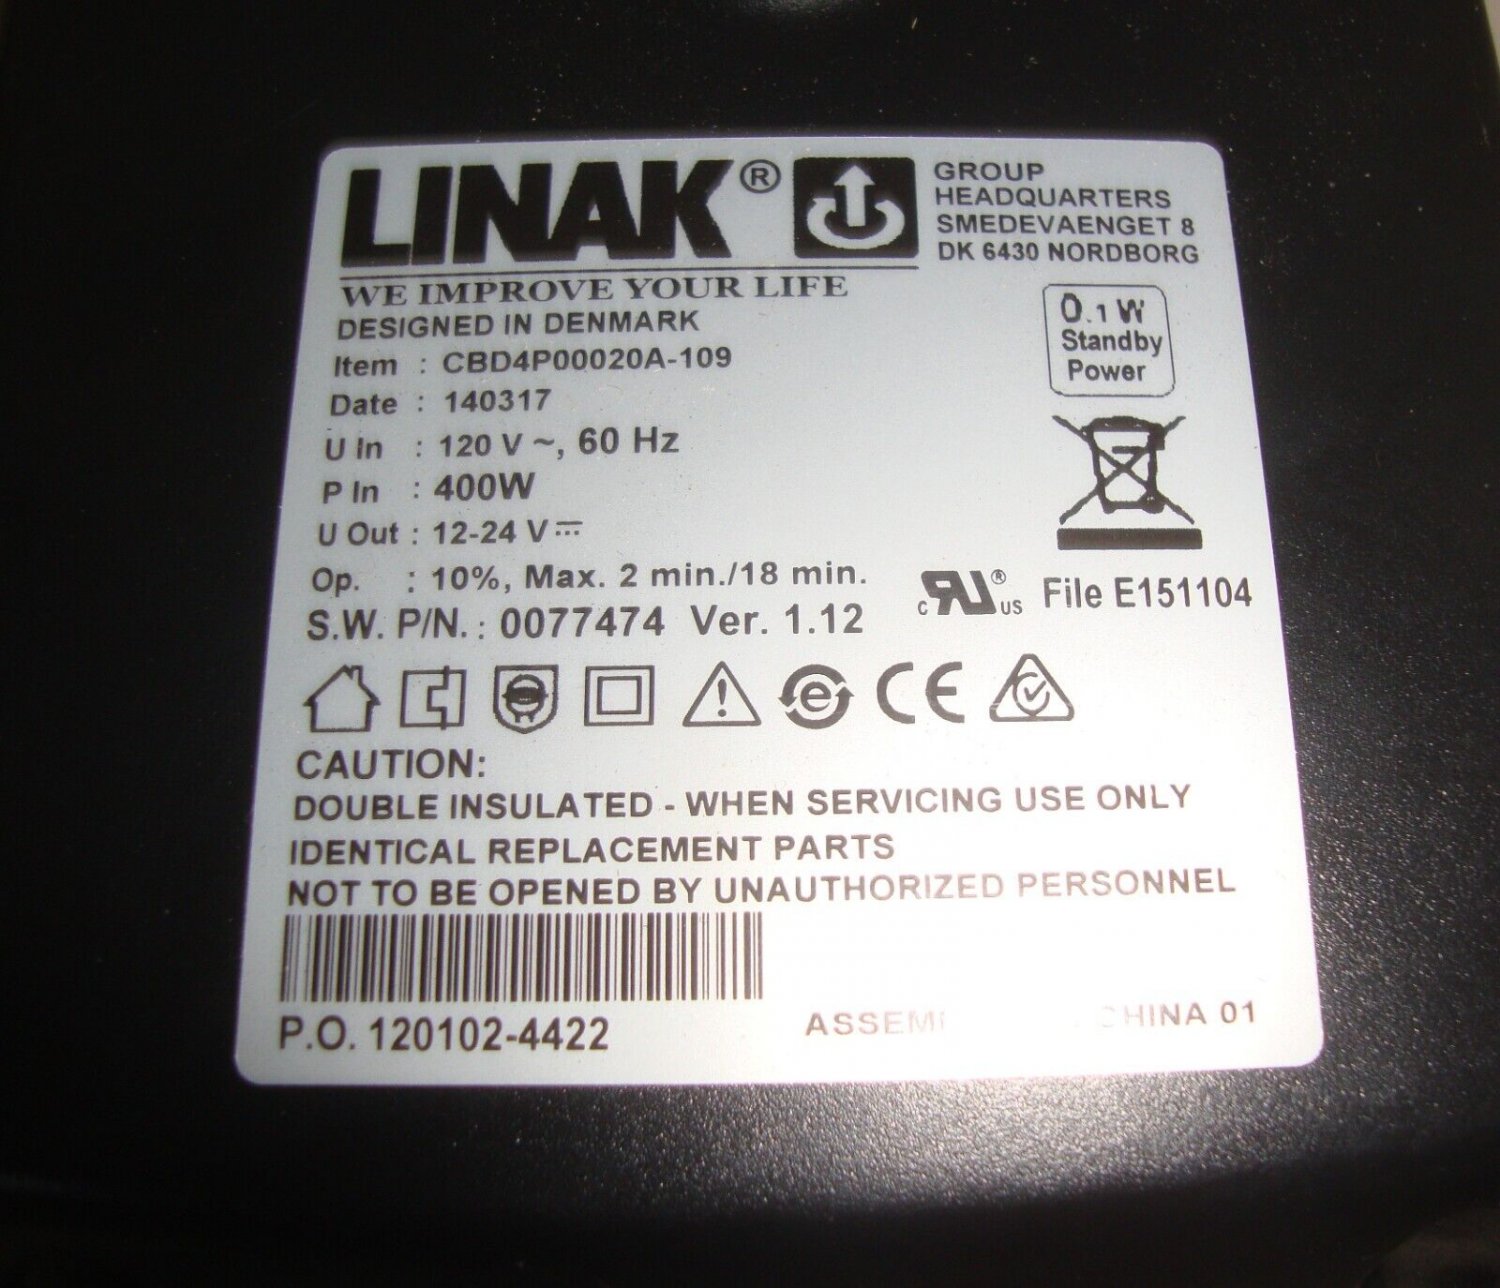 LINAK®
GROUP
HEADQUARTERS
SMEDEVAENGET 8
DK 6430 NORDBORG
WE IMPROVE YOUR LIFE
DESIGNED IN DENMARK
0.1 W
Standby
Power
Item : CBD4P00020A-109
Date : 140317
U In : 120 V ~, 60 Hz
P In : 400W
U Out : 12-24 V ⎓
Op. : 10%, Max. 2 min./18 min.
S.W. P/N.: 0077474 Ver. 1.12
c RU® US File E151104
e CE
CAUTION:
DOUBLE INSULATED - WHEN SERVICING USE ONLY
IDENTICAL REPLACEMENT PARTS
NOT TO BE OPENED BY UNAUTHORIZED PERSONNEL
P.O. 120102-4422
CHINA 01